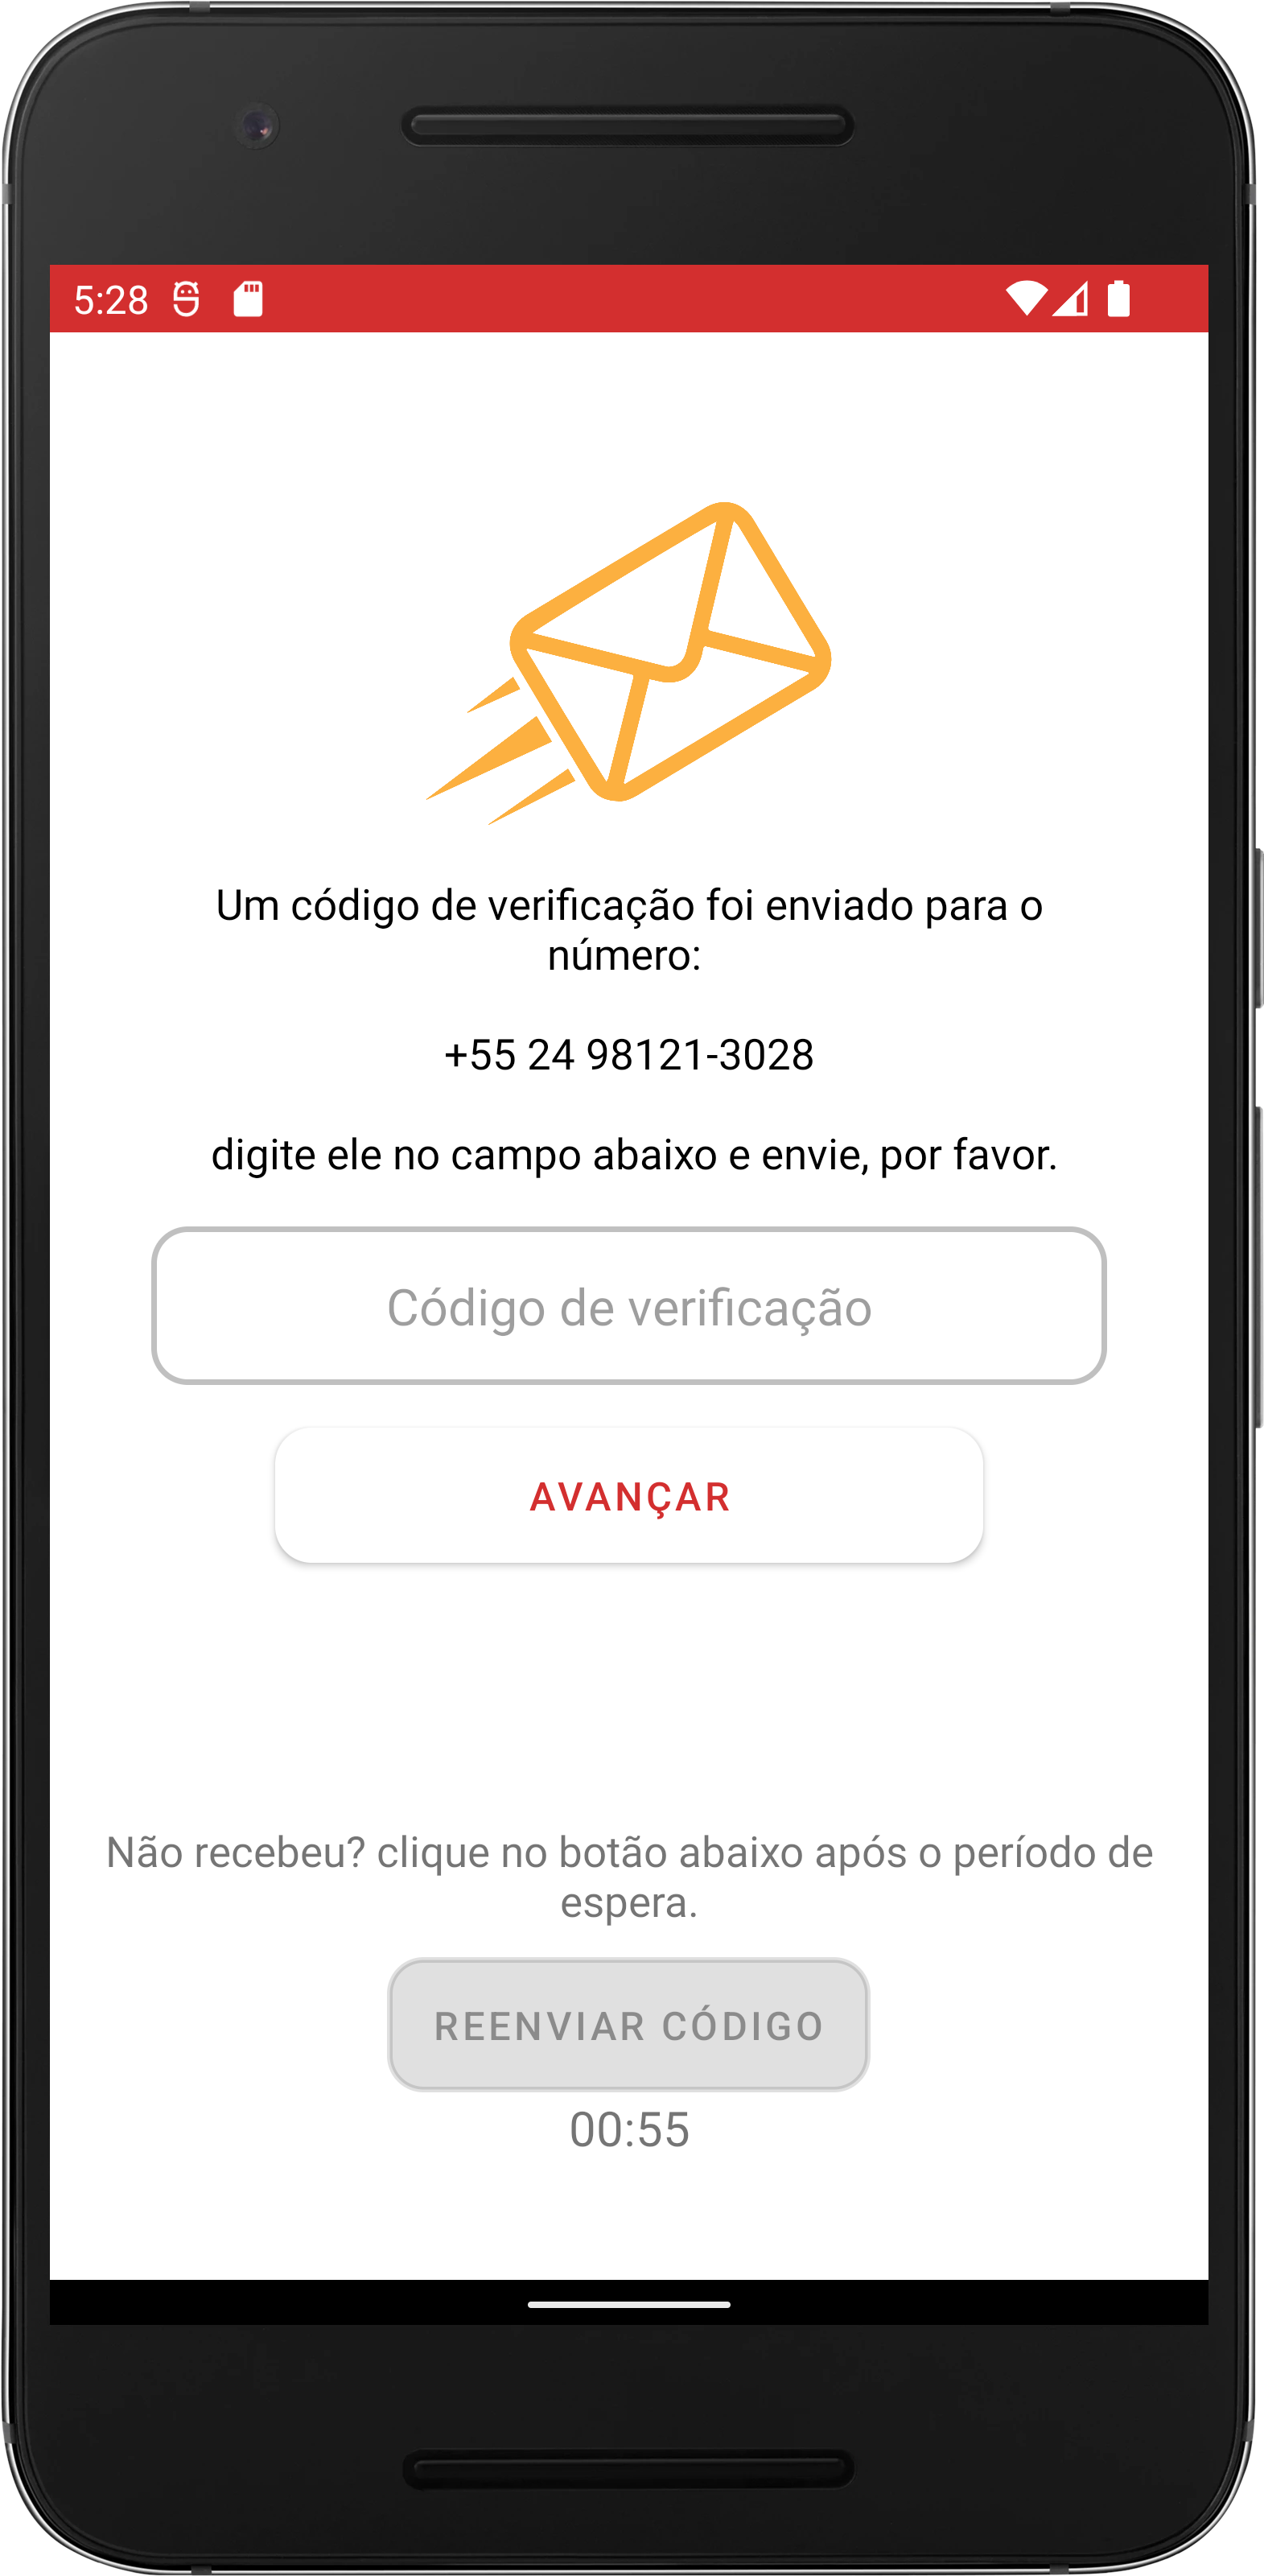 5:28
Um código de verificação foi enviado para o
número:
+55 24 98121-3028
digite ele no campo abaixo e envie, por favor.
Código de verificação
AVANÇAR
Não recebeu? clique no botão abaixo após o período de
espera.
REENVIAR CÓDIGO
00:55